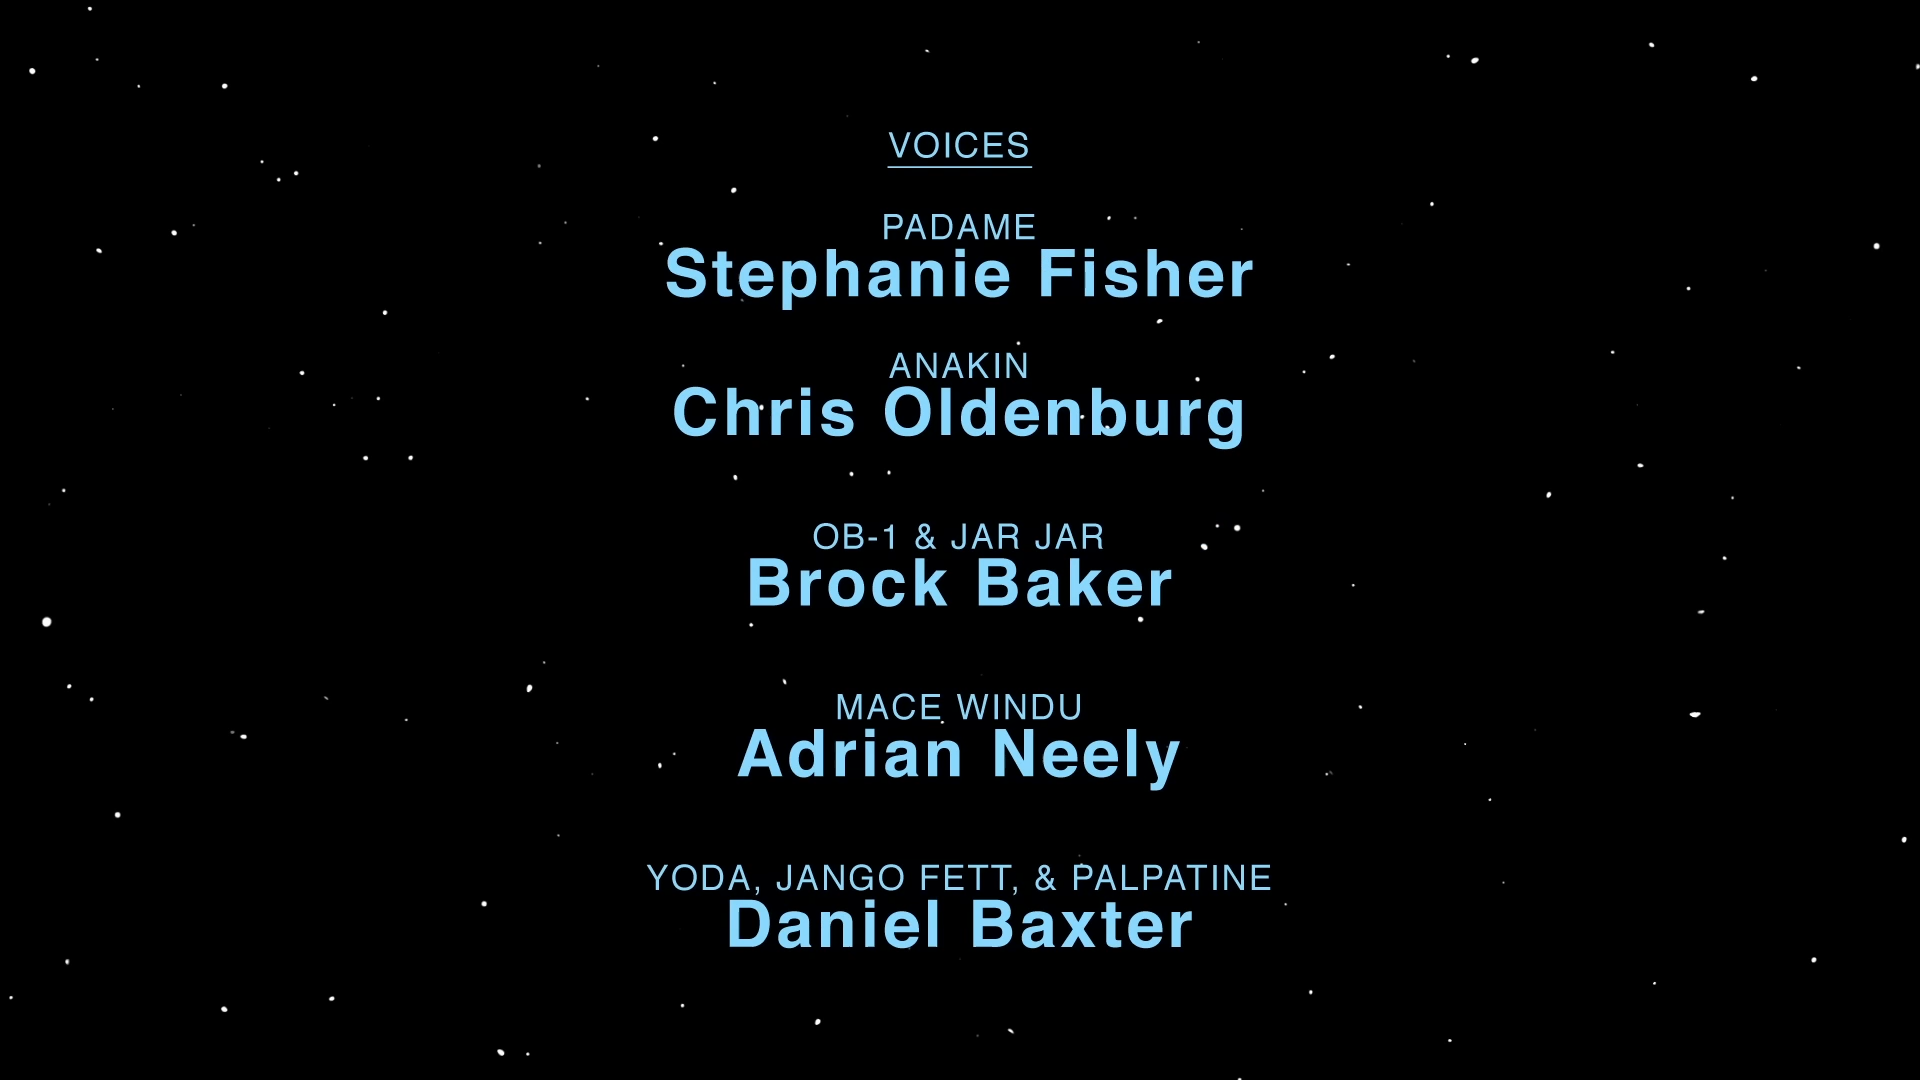 VOICES
PADAME
Stephanie Fisher
ANAKIN
Chris Oldenburg
OB-1 & JAR JAR
Brock Baker
MACE WINDU
Adrian Neely
YODA, JANGO FETT, & PALPATINE
Daniel Baxter